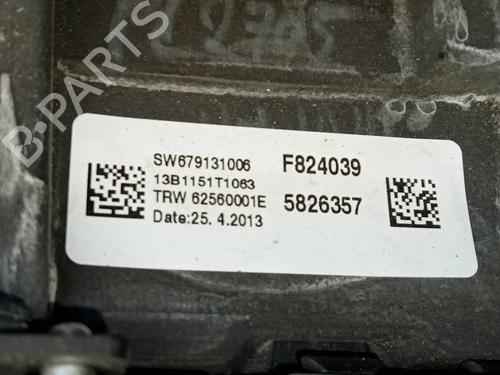 SW679131006 F824039
13B1151T1063
TRW 62560001E 5826357
Date:25. 4.2013
B-PARTS